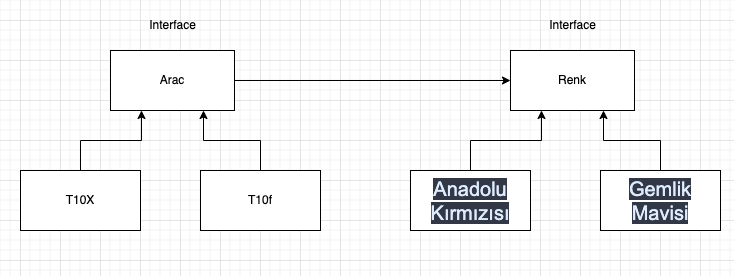 Interface
Interface
Arac
Renk
T10X
T10f
Anadolu
Kırmızısı
Gemlik
Mavisi